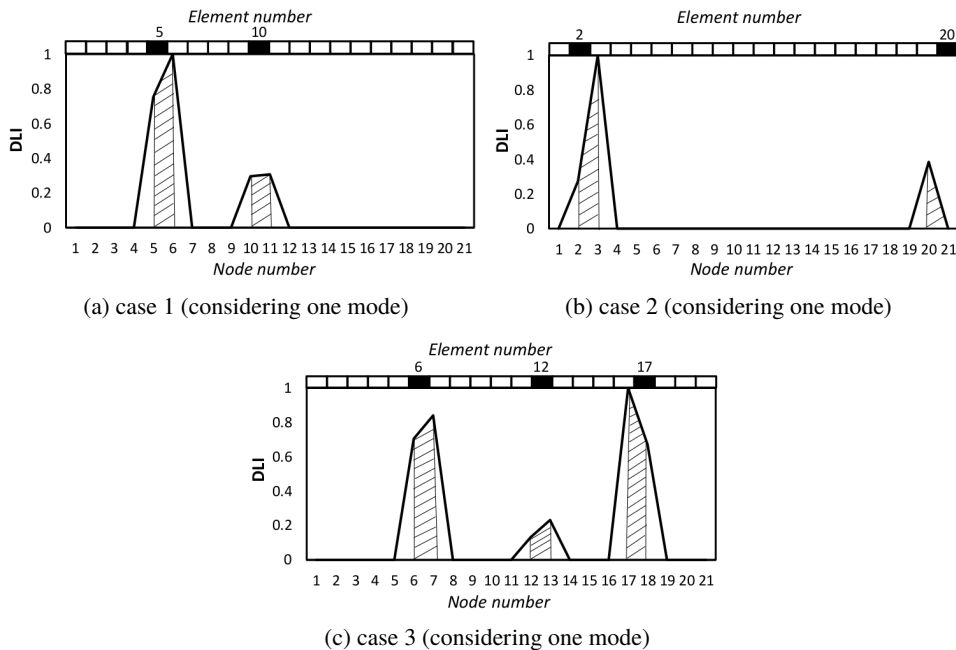 Element number
5 10
1
0.8
0.6
0.4
0.2
0
DLI
1 2 3 4 5 6 7 8 9 10 11 12 13 14 15 16 17 18 19 20 21
Node number
(a) case 1 (considering one mode)
Element number
2 20
1
0.8
0.6
0.4
0.2
0
DLI
1 2 3 4 5 6 7 8 9 10 11 12 13 14 15 16 17 18 19 20 21
Node number
(b) case 2 (considering one mode)
Element number
6 12 17
1
0.8
0.6
0.4
0.2
0
DLI
1 2 3 4 5 6 7 8 9 10 11 12 13 14 15 16 17 18 19 20 21
Node number
(c) case 3 (considering one mode)